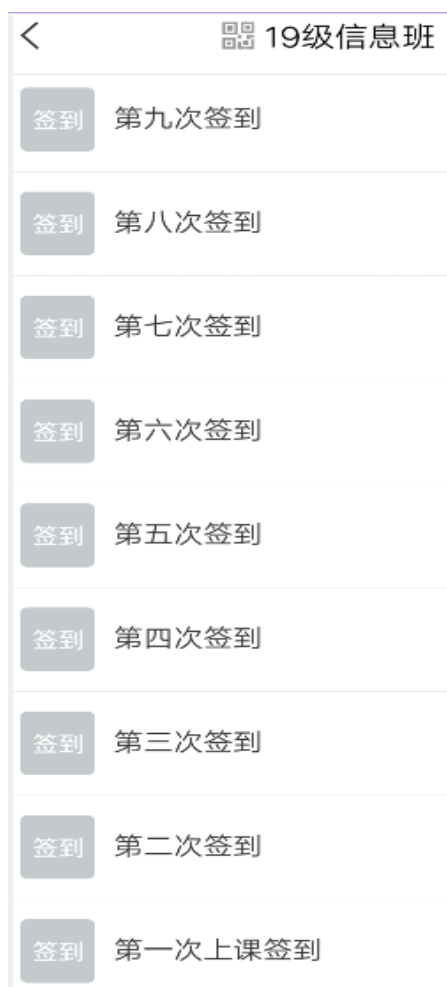 19级信息班
签到 第九次签到
签到 第八次签到
签到 第七次签到
签到 第六次签到
签到 第五次签到
签到 第四次签到
签到 第三次签到
签到 第二次签到
签到 第一次上课签到